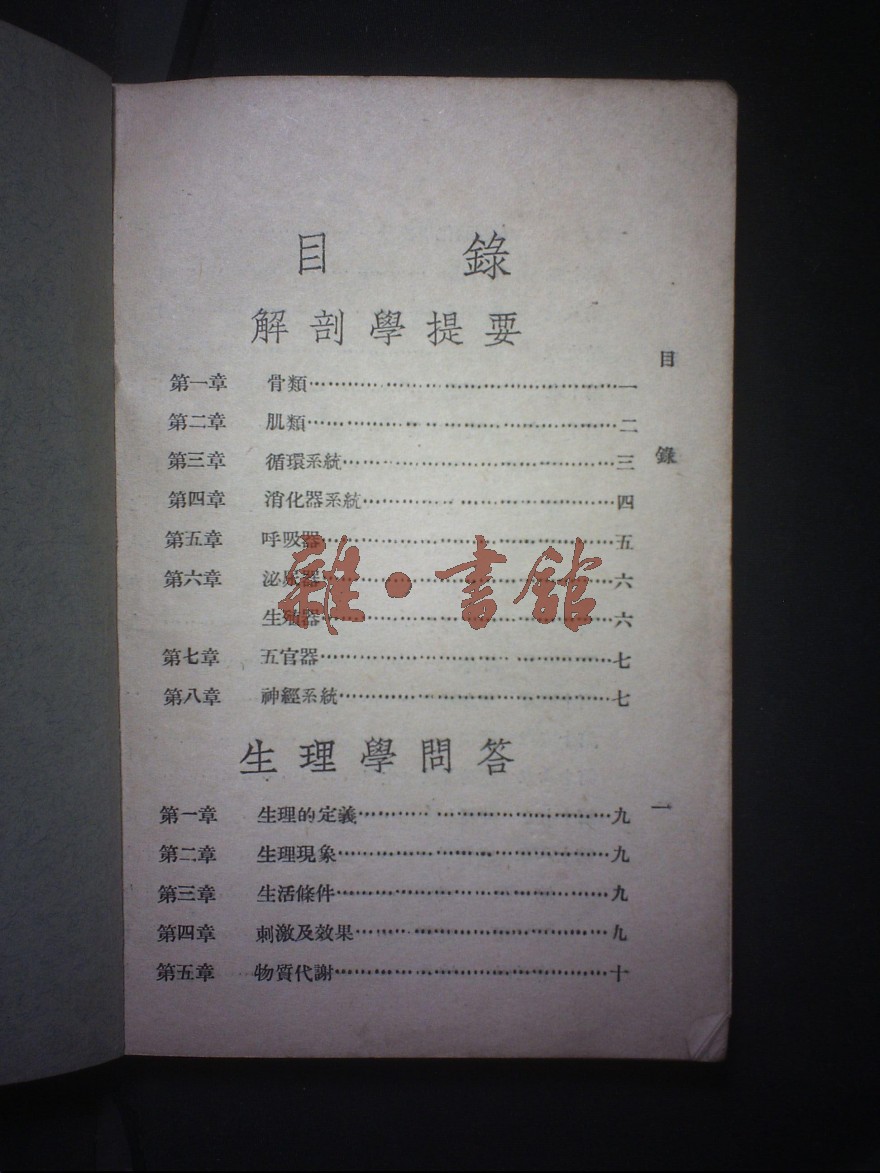 目錄
解剖學提要
第一章 骨類……一
第二章 肌類……二
第三章 循環系統……三
第四章 消化器系統……四
第五章 呼吸器……五
第六章 泌尿器……六
生殖器……六
第七章 五官器……七
第八章 神經系統……七
生理學問答
第一章 生理的定義……九
第二章 生理現象……九
第三章 生活條件……九
第四章 刺激及效果……九
第五章 物質代謝……十
目錄
一
雜·書館